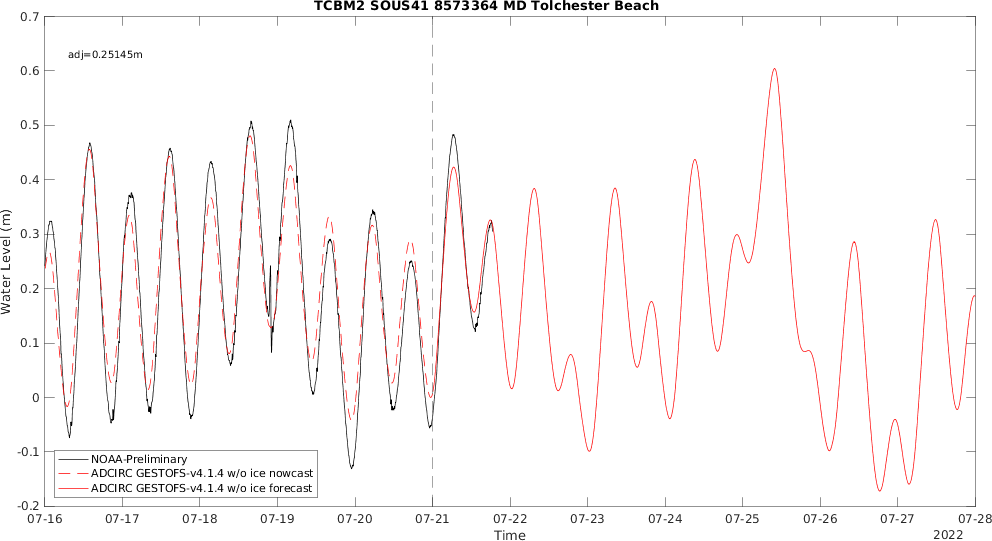 TCBM2 SOUS41 8573364 MD Tolchester Beach
0.7
adj=0.25145m
0.6
0.5
0.4
0.3
0.2
0.1
0
-0.1
-0.2
Water Level (m)
NOAA-Preliminary
ADCIRC GESTOFS-v4.1.4 w/o ice nowcast
ADCIRC GESTOFS-v4.1.4 w/o ice forecast
07-16 07-17 07-18 07-19 07-20 07-21 07-22 07-23 07-24 07-25 07-26 07-27 07-28
Time
2022